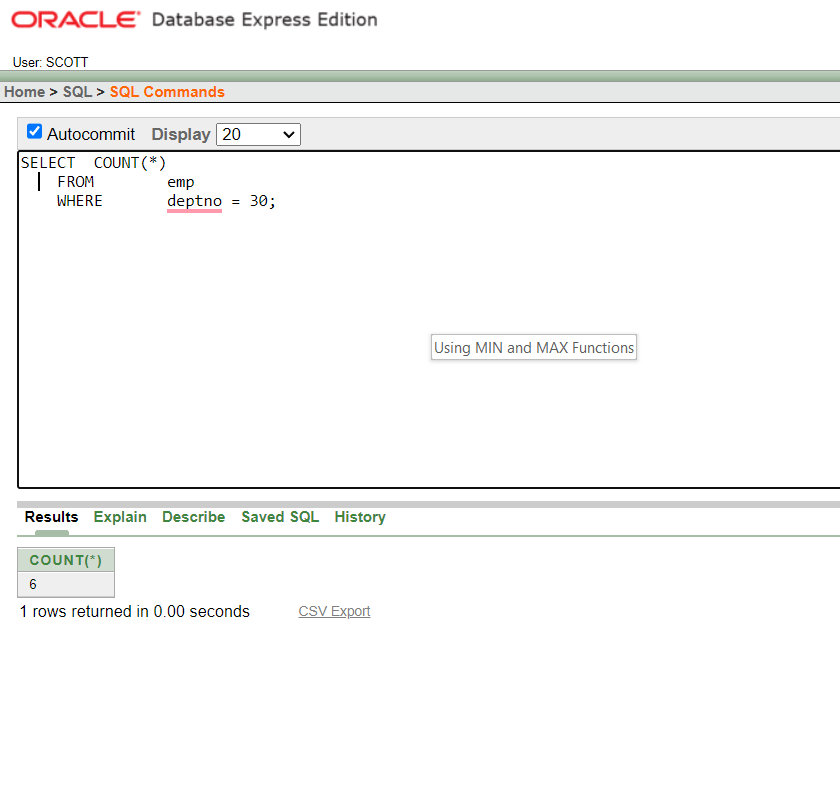 ORACLE Database Express Edition
User: SCOTT
Home > SQL > SQL Commands
Autocommit Display 20
SELECT COUNT(*)
FROM emp
WHERE deptno = 30;
Using MIN and MAX Functions
Results Explain Describe Saved SQL History
COUNT(*)
6
1 rows returned in 0.00 seconds CSV Export